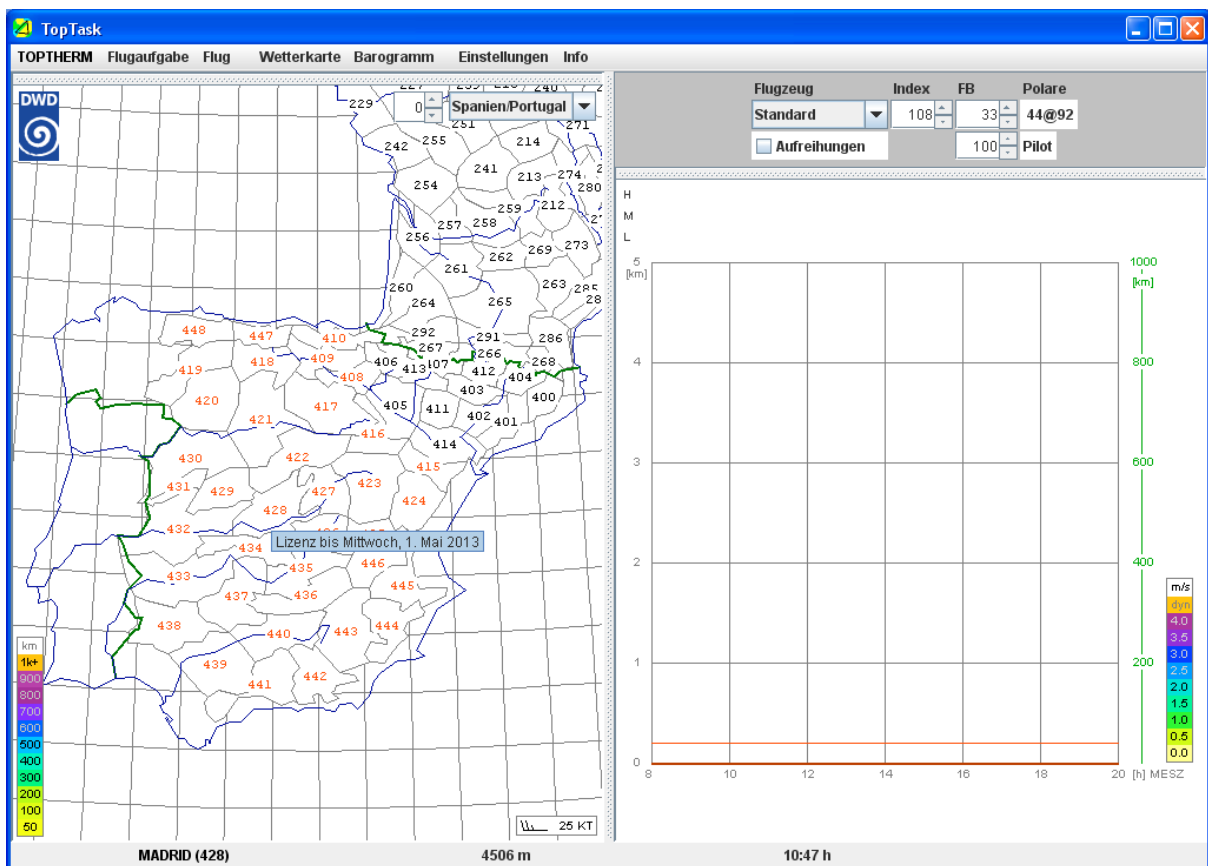 TopTask
TOPTHERM Flugaufgabe Flug Wetterkarte Barogramm Einstellungen Info
DWD
0 Spanien/Portugal
229
240
251
271
242 255 214
241 213 274
254 280
259 212
257 258
256 269 273
262
261
260 263 285
264 265
448 447 410 292 291 286
267
418 409 406 266 268
419 413 412 404
408
420 417 405 403 400
411
421 402 401
416 414
430 422 415
431 429 427 423 424
428
432
434 Lizenz bis Mittwoch, 1. Mai 2013
433 435 446
445
437 436
438 440 443 444
439
441 442
km
1k+
900
800
700
600
500
400
300
200
100
50
25 KT
Flugzeug Index FB Polare
Standard 108 33 44@92
Aufreihungen 100 Pilot
H
M
L
5 1000
[km] [km]
4 800
3 600
2 400
1 200
0
8 10 12 14 16 18 20 [h] MESZ
m/s
dyn
4.0
3.5
3.0
2.5
2.0
1.5
1.0
0.5
0.0
MADRID (428) 4506 m 10:47 h